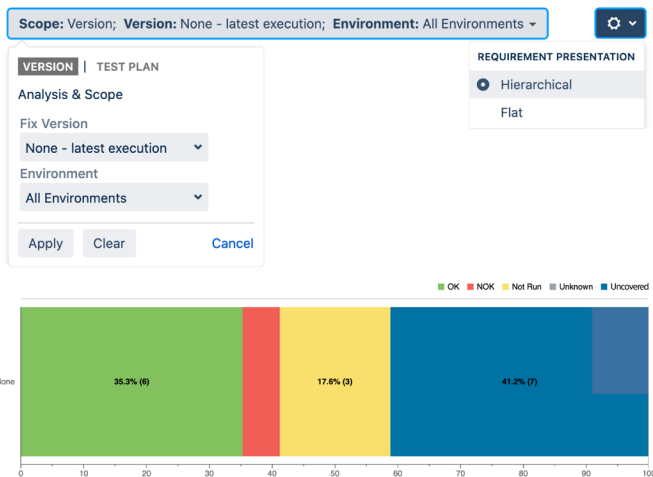 Scope: Version; Version: None - latest execution; Environment: All Environments
VERSION | TEST PLAN
Analysis & Scope
Fix Version
None - latest execution
Environment
All Environments
Apply Clear Cancel
REQUIREMENT PRESENTATION
Hierarchical
Flat
OK NOK Not Run Unknown Uncovered
35.3% (6) 17.6% (3) 41.2% (7)
0 10 20 30 40 50 60 70 80 90